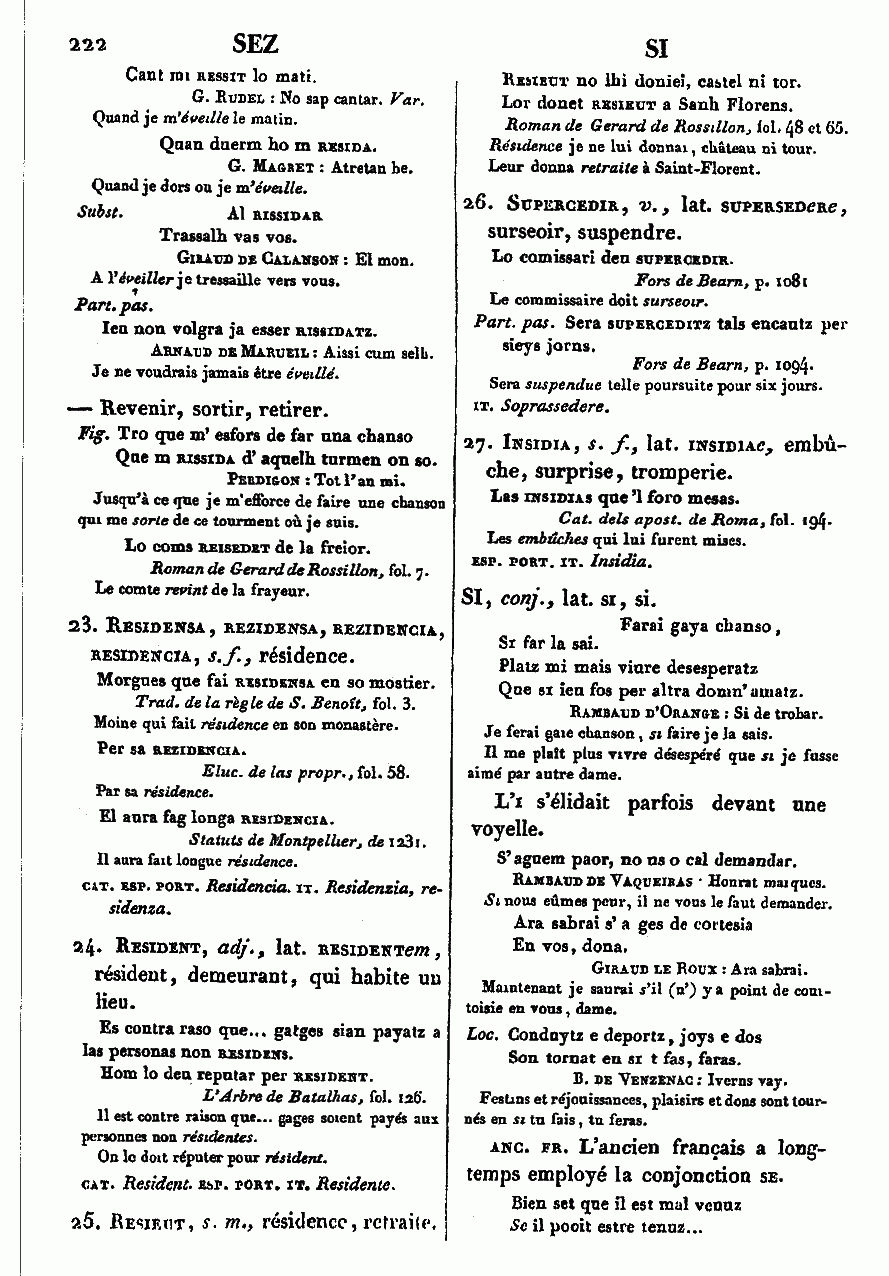 222 SEZ SI
Cant mi RESSIT lo mati.
G. RUDEL : No sap cantar. Var.
Quand je m'éveille le matin.
Quan duerm ho m RESIDA.
G. MAGRET : Atretan be.
Quand je dors ou je m'éveille.
Subst. Al RISSIDAR
Trassalh vas vos.
GIRAUD DE CALANSON : El mon.
A l'éveiller je tressaille vers vous.
Part. pas.
Ieu non volgra ja esser RISSIDATZ.
ARNAUD DE MARUEIL : Aissi cum selh.
Je ne voudrais jamais être éveillé.
— Revenir, sortir, retirer.
Fig. Tro que m' esfors de far una chanso
Que m RISSIDA d' aquelh turmen on so.
PERDIGON : Tot l'an mi.
Jusqu'à ce que je m'efforce de faire une chanson
qui me sorte de ce tourment où je suis.
Lo coms REISEDET de la freior.
Roman de Gerard de Rossillon, fol. 7.
Le comte revint de la frayeur.
23. RESIDENSA, REZIDENSA, REZIDENCIA,
RESIDENCIA, s. f., résidence.
Morgues que fai RESIDENSA en so mostier.
Trad. de la règle de S. Benoît, fol. 3.
Moine qui fait résidence en son monastère.
Per sa REZIDENCIA.
Eluc. de las propr., fol. 58.
Par sa résidence.
El aura fag longa RESIDENCIA.
Statuts de Montpellier, de 1231.
Il aura fait longue résidence.
CAT. ESP. PORT. Residencia. IT. Residenzia, re-
sidenza.
24. RESIDENT, adj., lat. RESIDENTem,
résident, demeurant, qui habite un
lieu.
Es contra raso que... gatges sian payatz a
las personas non RESIDENS.
Hom lo deu reputar per RESIDENT.
L'Arbre de Batalhas, fol. 126.
Il est contre raison que... gages soient payés aux
personnes non résidentes.
On le doit réputer pour résident.
CAT. Resident. ESP. PORT. IT. Residente.
25. RESIEUT, s. m., résidence, retraite.
RESIEUT no lhi doniei, castel ni tor.
Lor donet RESIEUT a Sanh Florens.
Roman de Gerard de Rossillon, fol. 48 et 65.
Résidence je ne lui donnai, château ni tour.
Leur donna retraite à Saint-Florent.
26. SUPERCEDIR, v., lat. SUPERSEDeRe,
surseoir, suspendre.
Lo comissari deu SUPERCEDIR.
Fors de Bearn, p. 1081
Le commissaire doit surseoir.
Part. pas. Sera SUPERCEDITZ tals encautz per
sieys jorns.
Fors de Bearn, p. 1094.
Sera suspendue telle poursuite pour six jours.
IT. Soprassedere.
27. INSIDIA, s. f., lat. INSIDIAe, embû-
che, surprise, tromperie.
Las INSIDIAS que'l foro mesas.
Cat. dels apost. de Roma, fol. 194.
Les embûches qui lui furent mises.
ESP. PORT. IT. Insidia.
SI, conj., lat. SI, si.
Farai gaya chanso,
SI far la sai.
Platz mi mais viure desesperatz
Que SI ieu fos per altra domn' amatz.
RAMBAUD D'ORANGE : Si de trobar.
Je ferai gaie chanson, si faire je la sais.
Il me plaît plus vivre désespéré que si je fusse
aimé par autre dame.
L'I s'élidait parfois devant une
voyelle.
S' aguem paor, no us o cal demandar.
RAMBAUD DE VAQUEIRAS : Honrat marques.
Si nous eûmes peur, il ne vous le faut demander.
Ara sabrai s' a ges de cortesia
En vos, dona.
GIRAUD LE ROUX : Ara sabrai.
Maintenant je saurai s'il (n') y a point de cour-
toisie en vous, dame.
Loc. Conduytz e deportz, joys e dos
Son tornat en SI t fas, faras.
B. DE VENZENAC : Iverns vay.
Festins et réjouissances, plaisirs et dons sont tour-
nés en si tu fais, tu feras.
ANC. FR. L'ancien français a long-
temps employé la conjonction SE.
Bien set que il est mal venuz
Se il pooit estre tenuz...